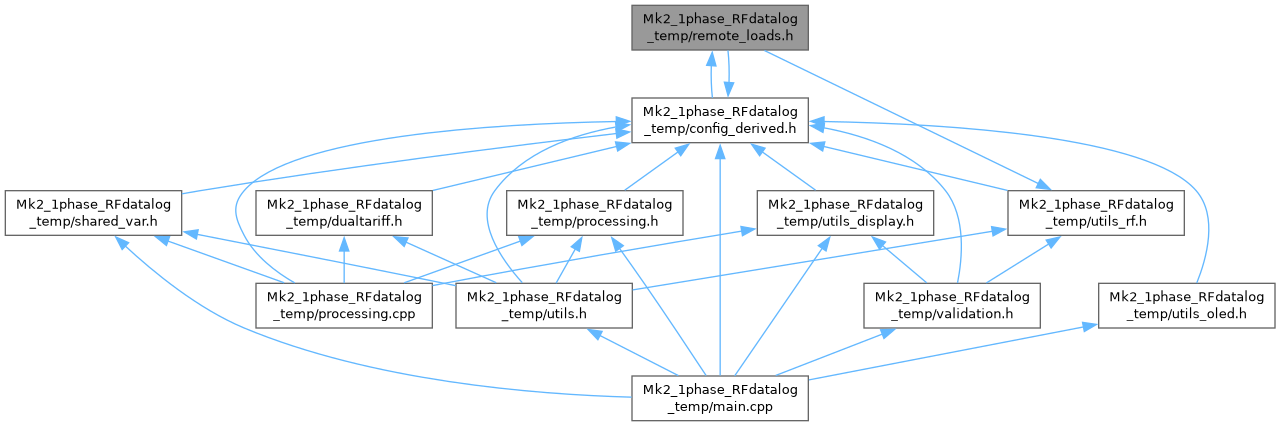 Mk2_1phase_RFdatalog
_temp/remote_loads.h
Mk2_1phase_RFdatalog
_temp/config_derived.h
Mk2_1phase_RFdatalog
_temp/shared_var.h
Mk2_1phase_RFdatalog
_temp/dualtariff.h
Mk2_1phase_RFdatalog
_temp/processing.h
Mk2_1phase_RFdatalog
_temp/utils_display.h
Mk2_1phase_RFdatalog
_temp/utils_rf.h
Mk2_1phase_RFdatalog
_temp/processing.cpp
Mk2_1phase_RFdatalog
_temp/utils.h
Mk2_1phase_RFdatalog
_temp/validation.h
Mk2_1phase_RFdatalog
_temp/utils_oled.h
Mk2_1phase_RFdatalog
_temp/main.cpp